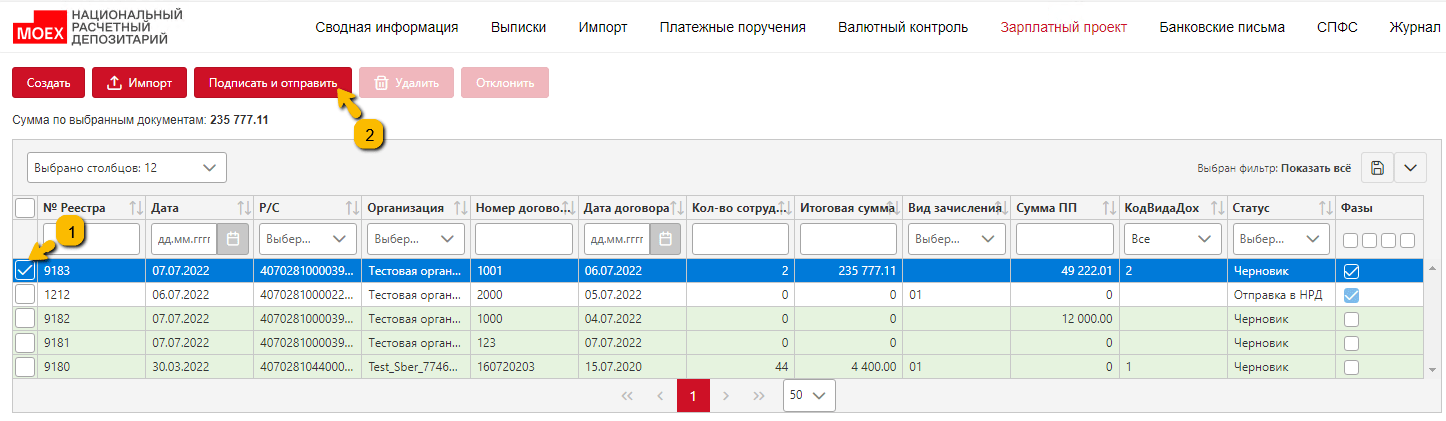 MOEX НАЦИОНАЛЬНЫЙ РАСЧЕТНЫЙ ДЕПОЗИТАРИЙ
Сводная информация Выписки Импорт Платежные поручения Валютный контроль Зарплатный проект Банковские письма СПФС Журнал
Создать Импорт Подписать и отправить Удалить Отклонить
Сумма по выбранным документам: 235 777.11
2
Выбрано столбцов: 12 Выбран фильтр: Показать всё
№ Реестра Дата Р/С Организация Номер догово... Дата договора Кол-во сотруд... Итоговая сумма Вид зачисления Сумма ПП КодВидаДох Статус Фазы
1
дд.мм.гггг Выбер... Выбер... дд.мм.гггг Выбер... Все Выбер...
9183 07.07.2022 4070281000039... Тестовая орган... 1001 06.07.2022 2 235 777.11 49 222.01 2 Черновик
1212 06.07.2022 4070281000022... Тестовая орган... 2000 05.07.2022 0 0 01 0 Отправка в НРД
9182 07.07.2022 4070281000039... Тестовая орган... 1000 04.07.2022 0 0 12 000.00 Черновик
9181 07.07.2022 4070281000039... Тестовая орган... 123 07.07.2022 0 0 0 Черновик
9180 30.03.2022 4070281044000... Test_Sber_7746... 160720203 15.07.2020 44 4 400.00 01 0 1 Черновик
1 50